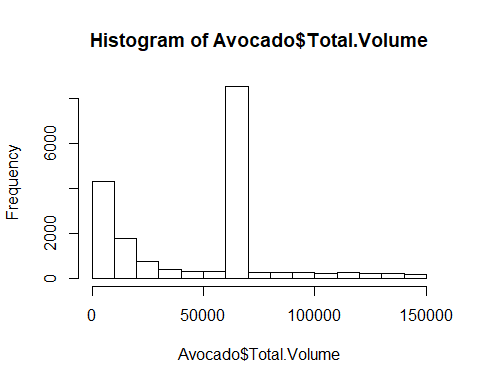 Histogram of Avocado$Total.Volume
Frequency
6000
2000
0
0 50000 100000 150000
Avocado$Total.Volume